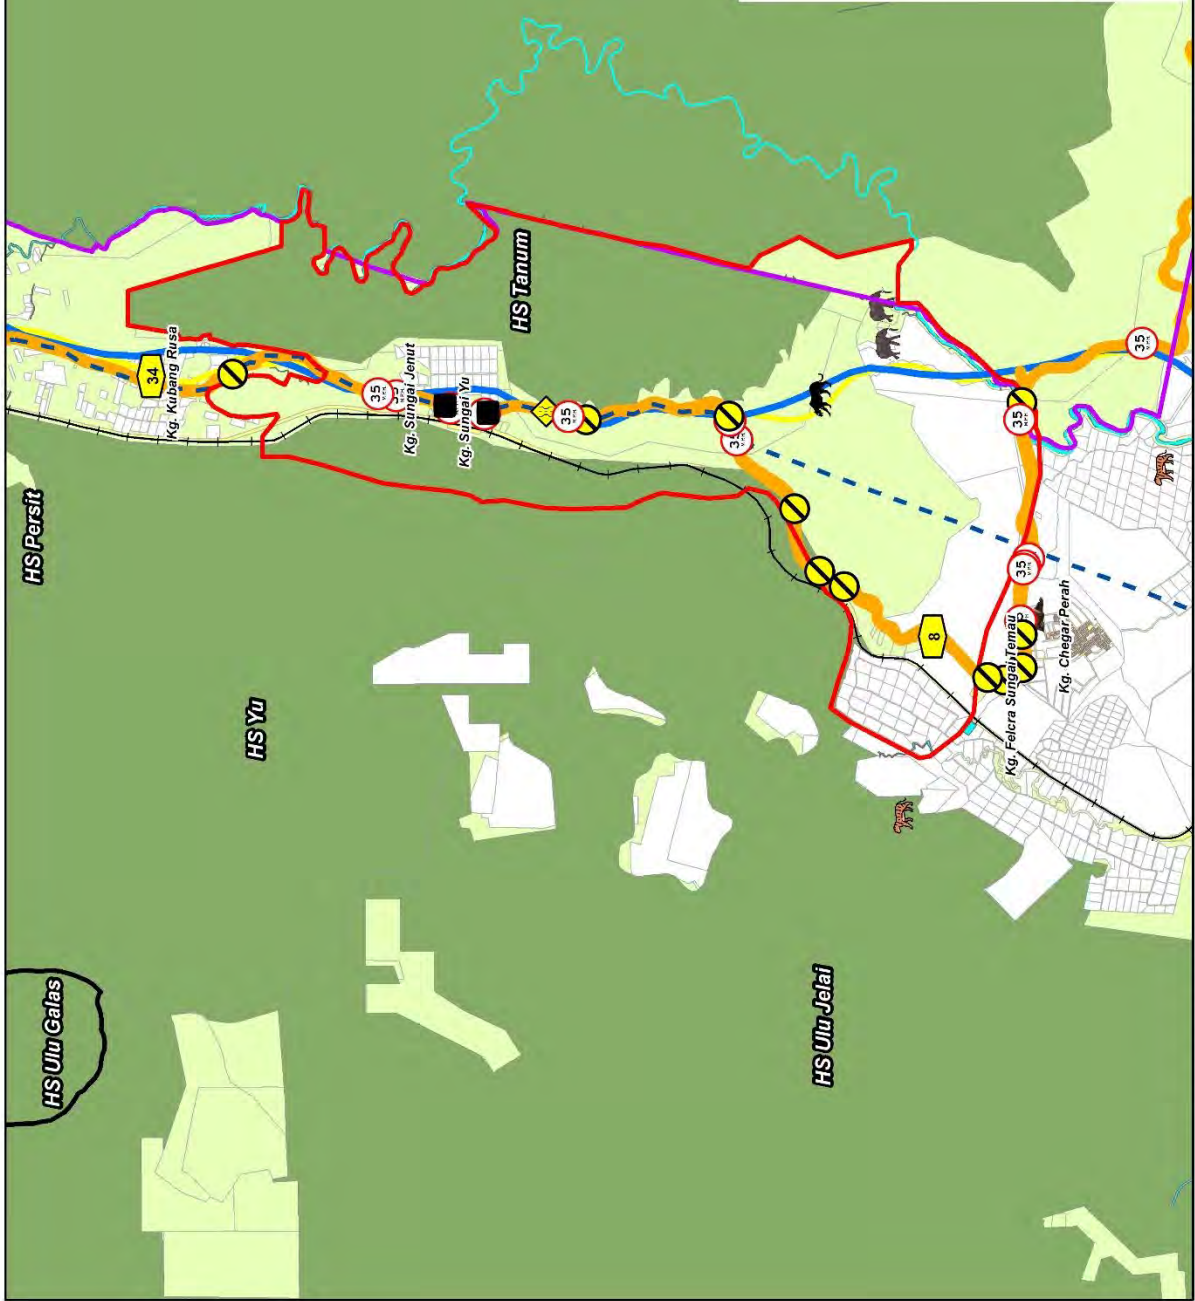 HS Persit
HS Ulu Galas
34
Kg. Kubang Rusa
HS Yu
35
Kg. Sungai Jenut
Kg. Sungai Yu
HS Tanum
35
35
8
HS Ulu Jelai
35
35
Kg. Felcra Sungai Temau
Kg. Chegar Perah
35